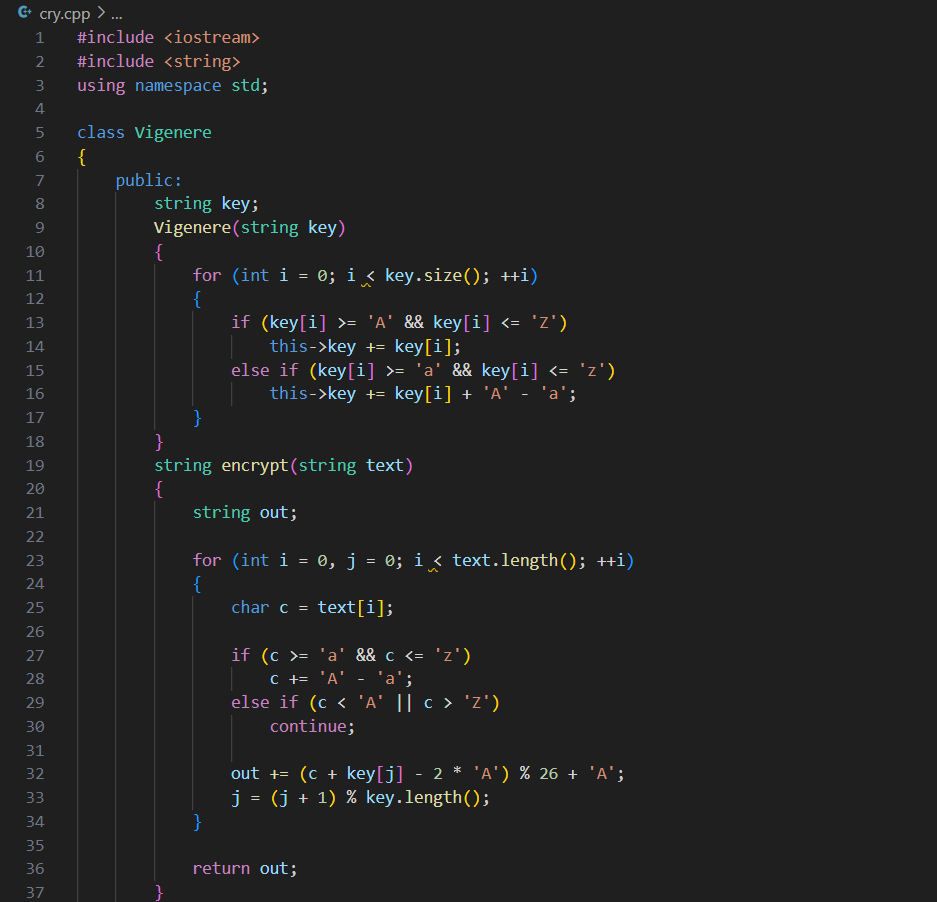 cry.cpp > ...
1 #include <iostream>
2 #include <string>
3 using namespace std;
4
5 class Vigenere
6 {
7     public:
8         string key;
9         Vigenere(string key)
10         {
11             for (int i = 0; i < key.size(); ++i)
12             {
13                 if (key[i] >= 'A' && key[i] <= 'Z')
14                     this->key += key[i];
15                 else if (key[i] >= 'a' && key[i] <= 'z')
16                     this->key += key[i] + 'A' - 'a';
17             }
18         }
19         string encrypt(string text)
20         {
21             string out;
22
23             for (int i = 0, j = 0; i < text.length(); ++i)
24             {
25                 char c = text[i];
26
27                 if (c >= 'a' && c <= 'z')
28                     c += 'A' - 'a';
29                 else if (c < 'A' || c > 'Z')
30                     continue;
31
32                 out += (c + key[j] - 2 * 'A') % 26 + 'A';
33                 j = (j + 1) % key.length();
34             }
35
36             return out;
37         }